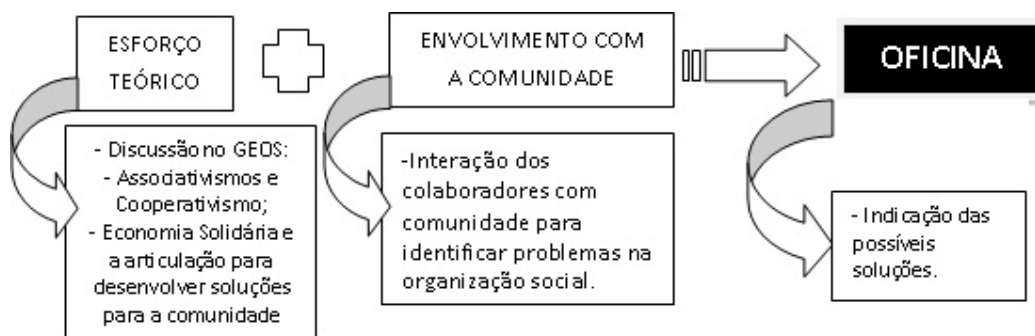 ESFORÇO
TEÓRICO
ENVOLVIMENTO COM
A COMUNIDADE
OFICINA
- Discussão no GEOS:
- Associativismos e
Cooperativismo;
- Economia Solidária e
a articulação para
desenvolver soluções
para a comunidade
-Interação dos
colaboradores com
comunidade para
identificar problemas na
organização social.
- Indicação das
possíveis
soluções.